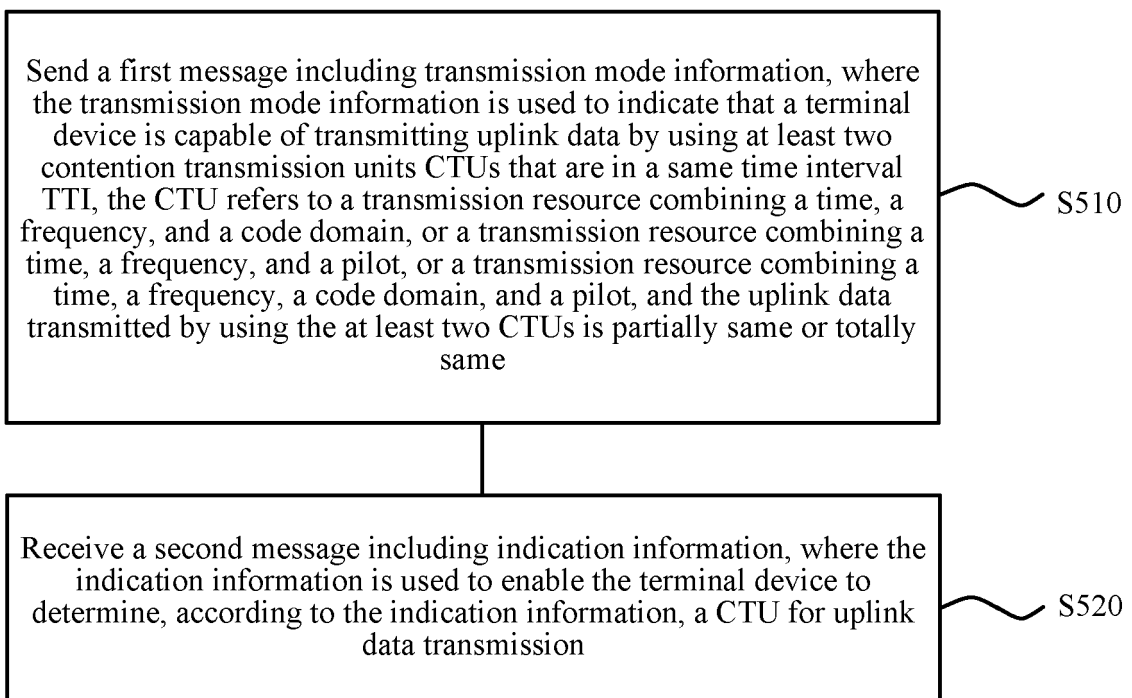 Send a first message including transmission mode information, where
the transmission mode information is used to indicate that a terminal
device is capable of transmitting uplink data by using at least two
contention transmission units CTUs that are in a same time interval
TTI, the CTU refers to a transmission resource combining a time, a
frequency, and a code domain, or a transmission resource combining a
time, a frequency, and a pilot, or a transmission resource combining a
time, a frequency, a code domain, and a pilot, and the uplink data
transmitted by using the at least two CTUs is partially same or totally
same
S510
Receive a second message including indication information, where the
indication information is used to enable the terminal device to
determine, according to the indication information, a CTU for uplink
data transmission
S520